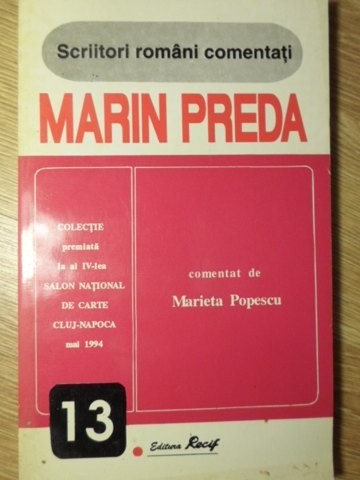 Scriitori români comentați
MARIN PREDA
COLECȚIE
premiată
la al IV-lea
SALON NAȚIONAL
DE CARTE
CLUJ-NAPOCA
mai 1994
comentat de
Marieta Popescu
13
Editura Recif